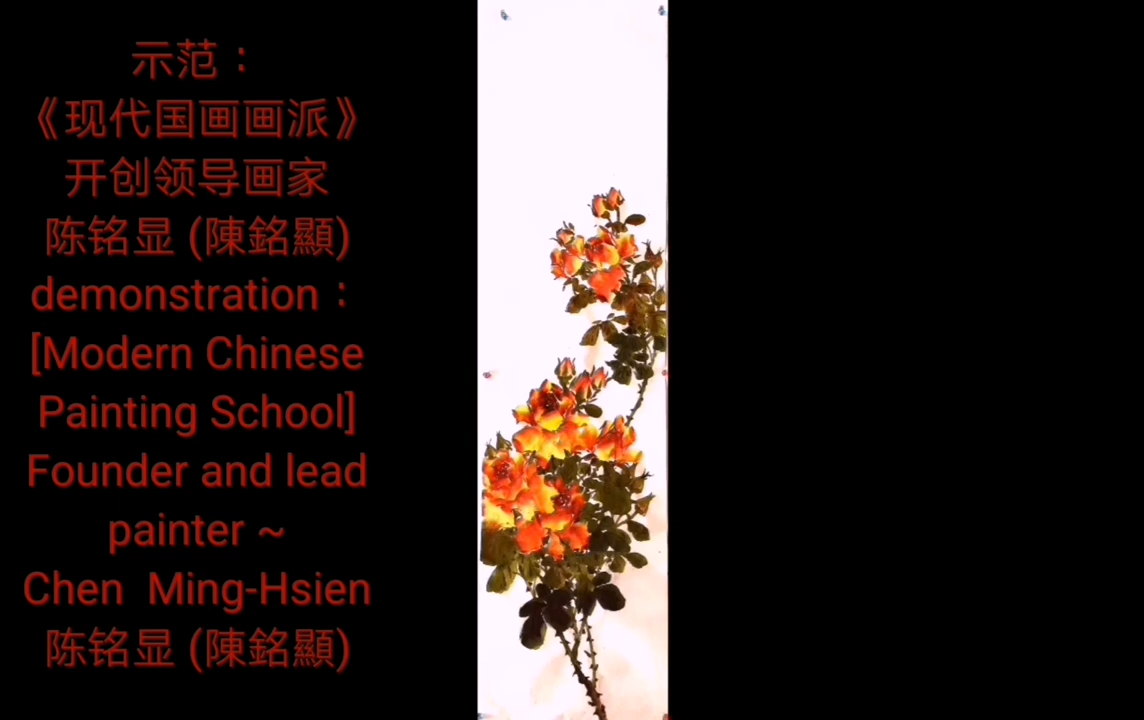 示范：
《现代国画画派》
开创领导画家
陈铭显 (陳銘顯)
demonstration：
[Modern Chinese
Painting School]
Founder and lead
painter ~
Chen  Ming-Hsien
陈铭显 (陳銘顯)